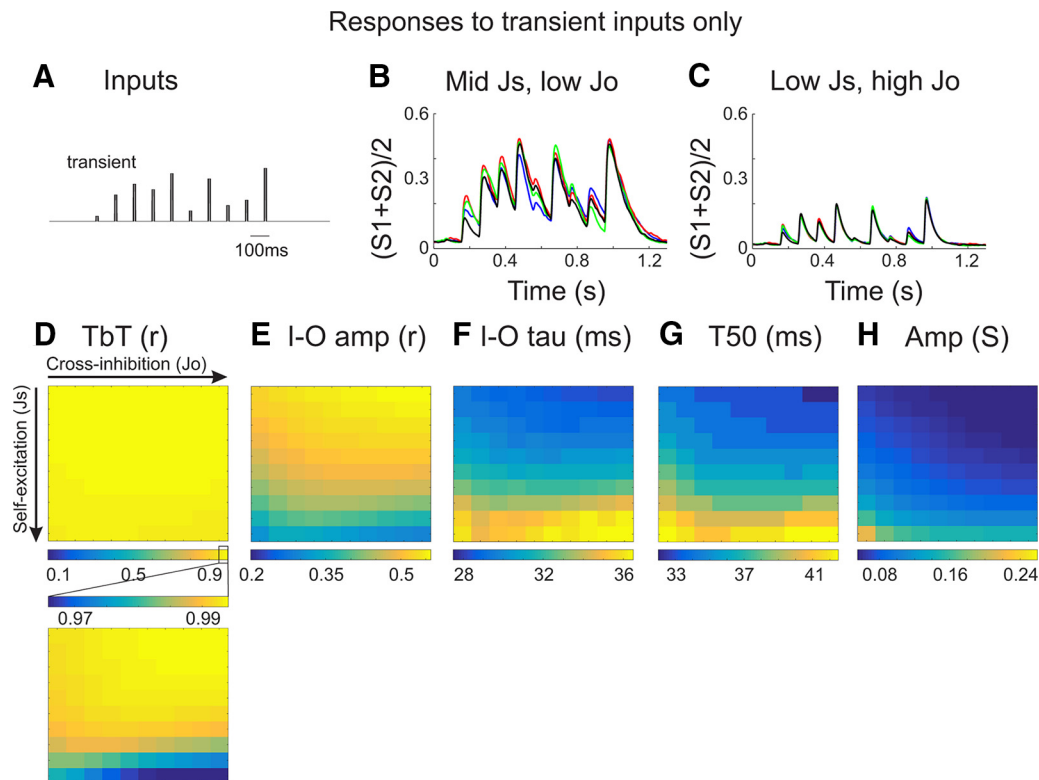 Responses to transient inputs only
A Inputs
transient
100ms
B Mid Js, low Jo
(S1+S2)/2
0.6
0.3
0
0 0.4 0.8 1.2
Time (s)
C Low Js, high Jo
(S1+S2)/2
0.6
0.3
0
0 0.4 0.8 1.2
Time (s)
D TbT (r)
Cross-inhibition (Jo)
Self-excitation (Js)
0.1 0.5 0.9
0.97 0.99
E I-O amp (r)
0.2 0.35 0.5
F I-O tau (ms)
28 32 36
G T50 (ms)
33 37 41
H Amp (S)
0.08 0.16 0.24